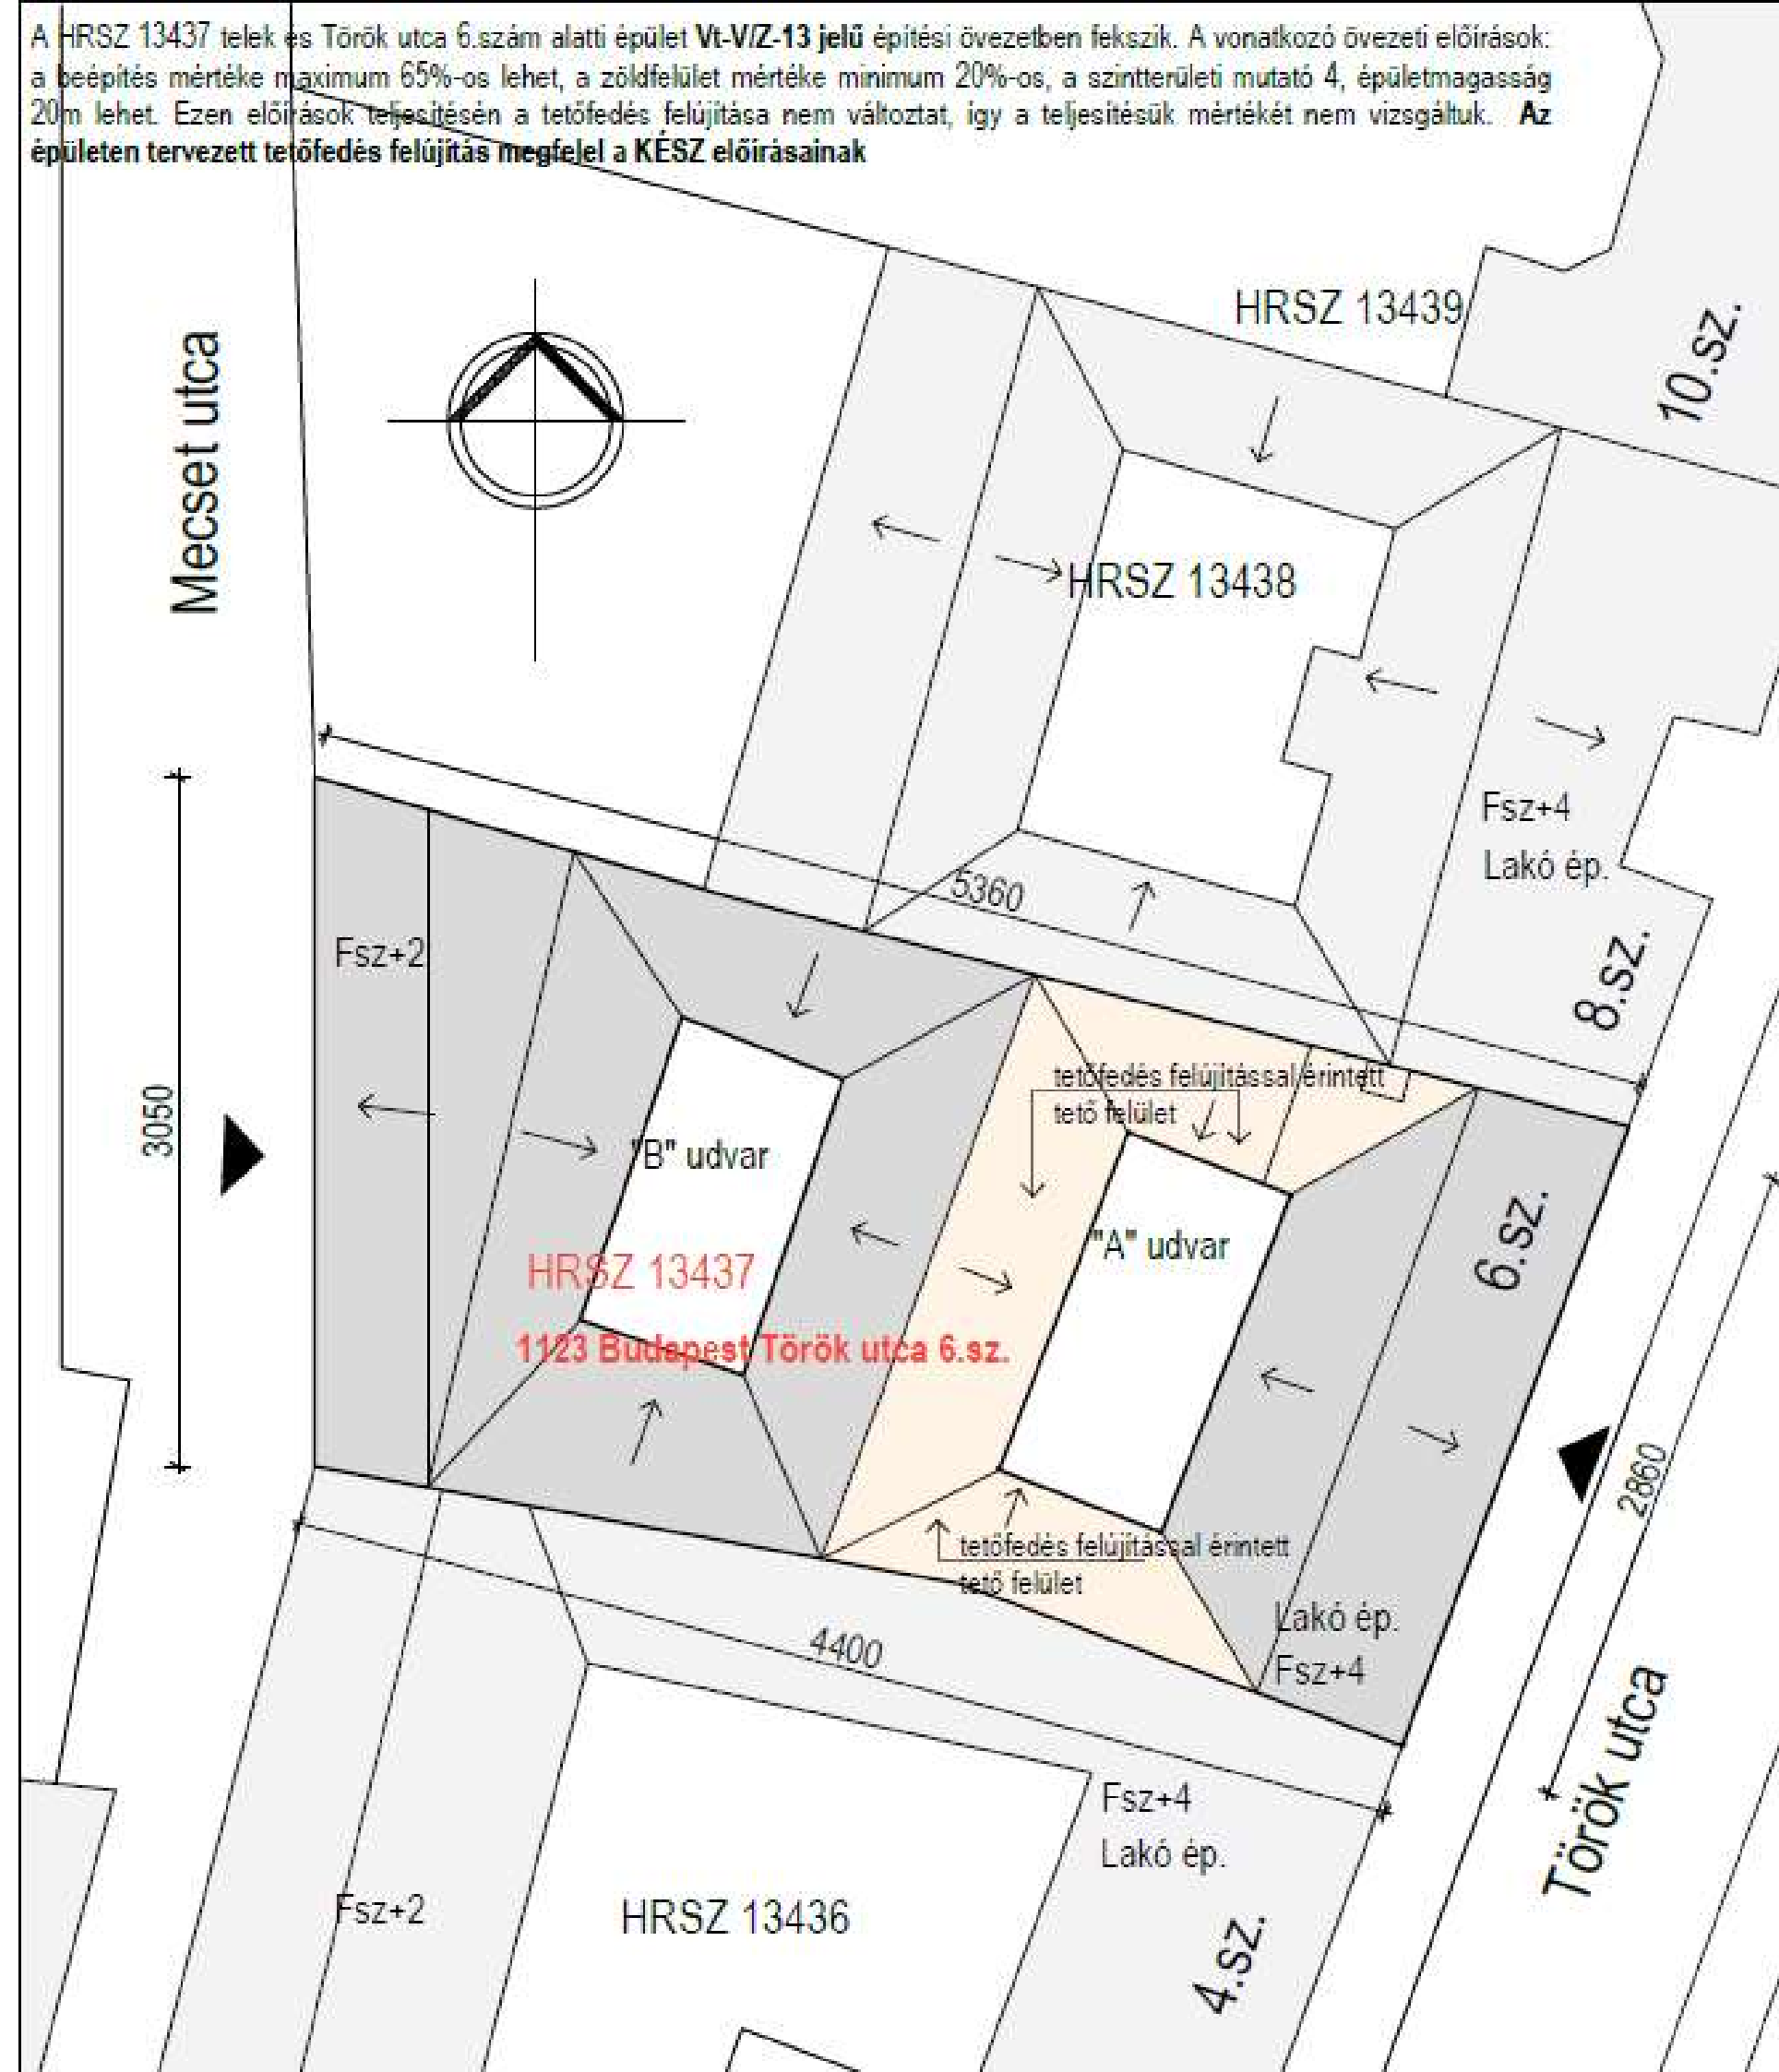 A HRSZ 13437 telek és Török utca 6.szám alatti épület Vt-V/Z-13 jelű építési övezetben fekszik. A vonatkozó övezeti előírások:
a beépítés mértéke maximum 65%-os lehet, a zöldfelület mértéke minimum 20%-os, a szintterületi mutató 4, épületmagasság
20m lehet. Ezen előírások teljesítésén a tetőfedés felújítása nem változtat, így a teljesítésük mértékét nem vizsgáltuk. Az
épületen tervezett tetőfedés felújítás megfelel a KÉSZ előírásainak
HRSZ 13439
10.sz.
Mecset utca
HRSZ 13438
Fsz+4
Lakó ép.
5360
8.sz.
Fsz+2
3050
tetőfedés felújítással érintett
tető felület
"B" udvar
"A" udvar
6.sz.
HRSZ 13437
1123 Budapest Török utca 6.sz.
2860
tetőfedés felújítással érintett
tető felület
Lakó ép.
Fsz+4
4400
Török utca
Fsz+4
Lakó ép.
Fsz+2
HRSZ 13436
4.sz.